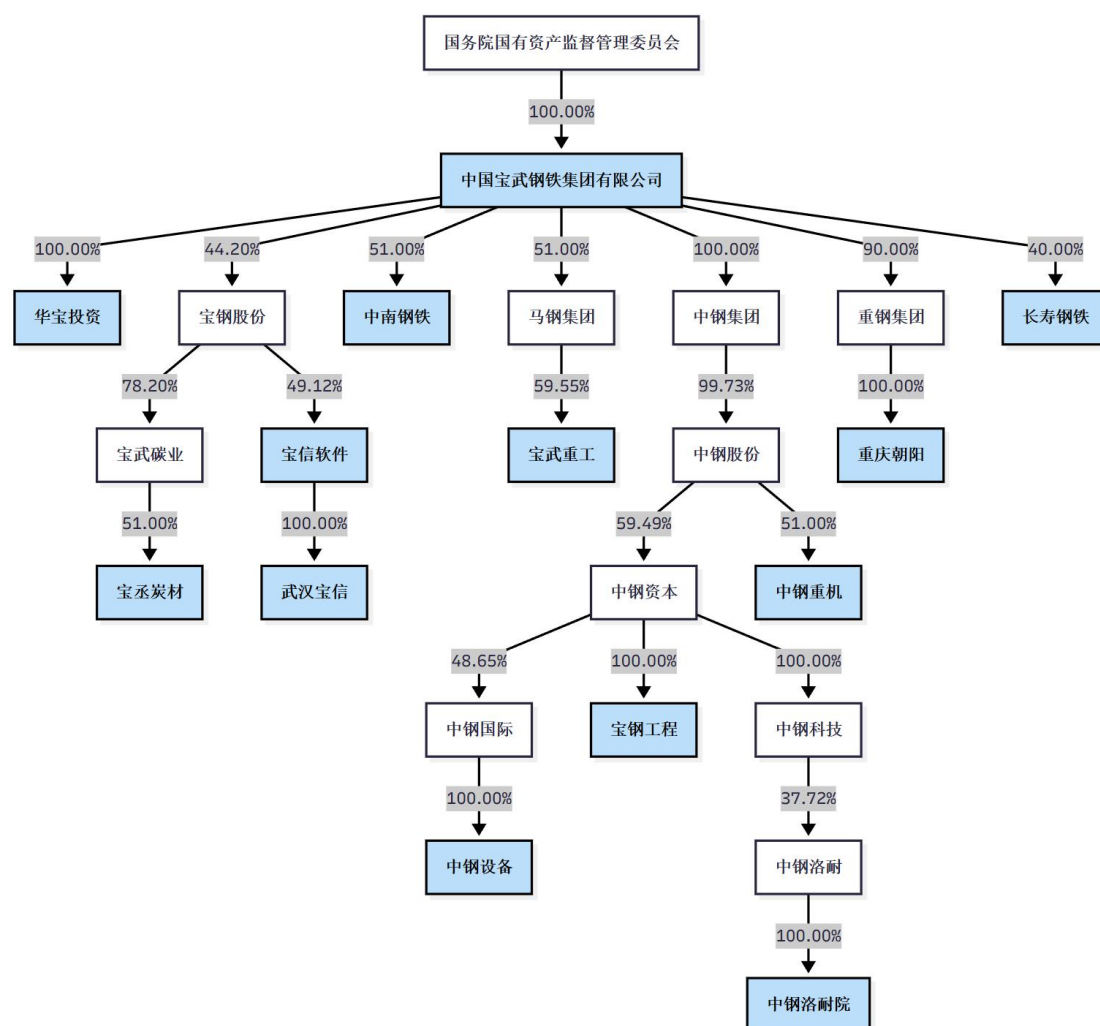 国务院国有资产监督管理委员会
100.00%
中国宝武钢铁集团有限公司
100.00%
44.20%
51.00%
51.00%
100.00%
90.00%
40.00%
华宝投资
宝钢股份
中南钢铁
马钢集团
中钢集团
重钢集团
长寿钢铁
78.20%
49.12%
59.55%
99.73%
100.00%
宝武碳业
宝信软件
宝武重工
中钢股份
重庆朝阳
51.00%
100.00%
59.49%
51.00%
宝丞炭材
武汉宝信
中钢资本
中钢重机
48.65%
100.00%
100.00%
中钢国际
宝钢工程
中钢科技
100.00%
37.72%
中钢设备
中钢洛耐
100.00%
中钢洛耐院